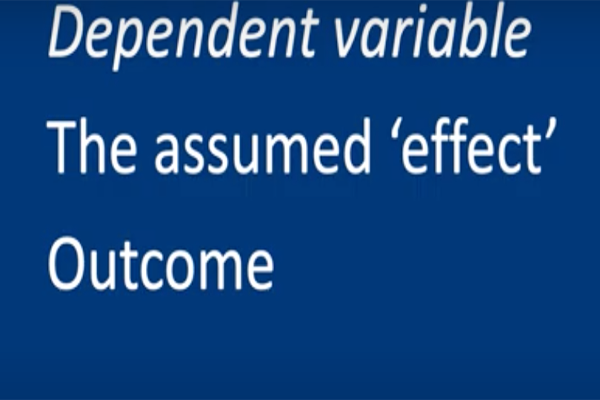 Dependent variable
The assumed ‘effect’
Outcome